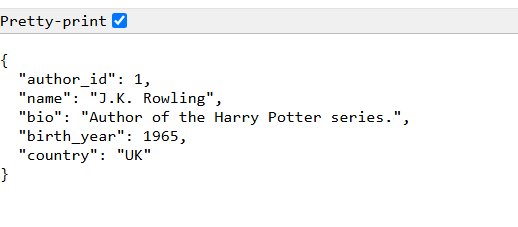 Pretty-print
{
  "author_id": 1,
  "name": "J.K. Rowling",
  "bio": "Author of the Harry Potter series.",
  "birth_year": 1965,
  "country": "UK"
}